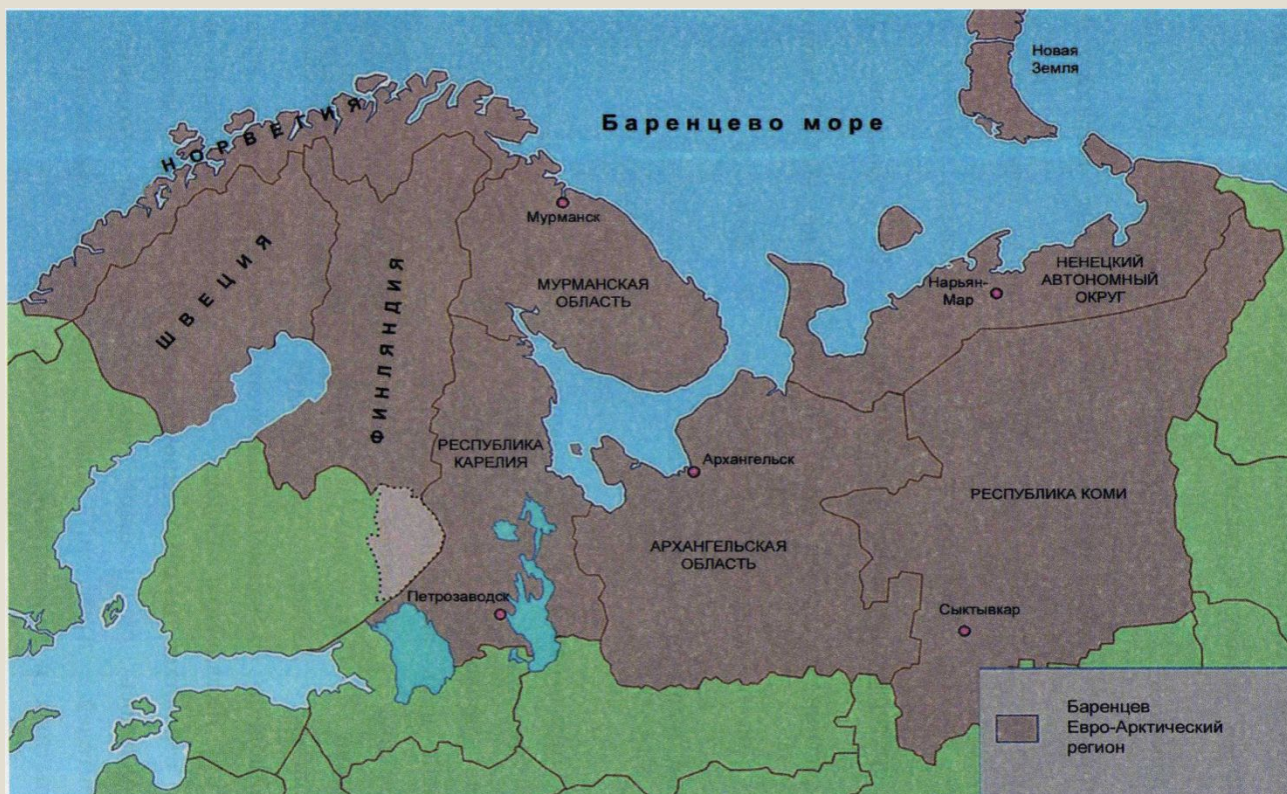 Новая
Земля
Баренцево море
НОРВЕГИЯ
Мурманск
ШВЕЦИЯ
ФИНЛЯНДИЯ
МУРМАНСКАЯ
ОБЛАСТЬ
НЕНЕЦКИЙ
АВТОНОМНЫЙ
ОКРУГ
Нарьян-
Мар
РЕСПУБЛИКА
КАРЕЛИЯ
Архангельск
РЕСПУБЛИКА КОМИ
АРХАНГЕЛЬСКАЯ
ОБЛАСТЬ
Петрозаводск
Сыктывкар
Баренцев
Евро-Арктический
регион